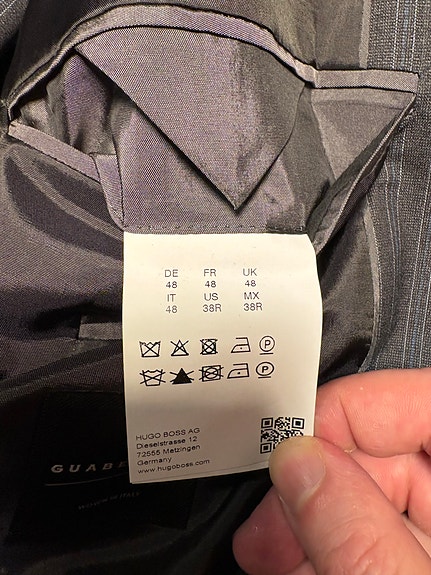 DE FR UK
48 48 48
IT US MX
48 38R 38R
P
P
HUGO BOSS AG
Dieselstrasse 12
72555 Metzingen
Germany
www.hugoboss.com
GUABE